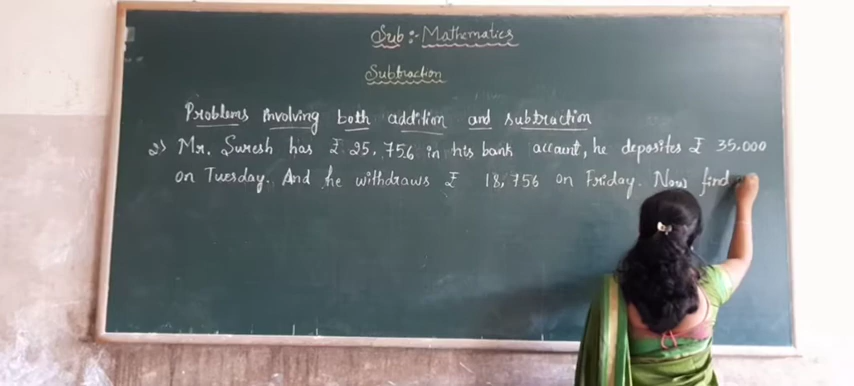 Sub :- Mathematics
Subtraction
Problems involving both addition and subtraction
2) Mr. Suresh has ₹ 25,756 in his bank account, he deposites ₹ 35,000
on Tuesday. And he withdraws ₹ 18,756 on Friday. Now find